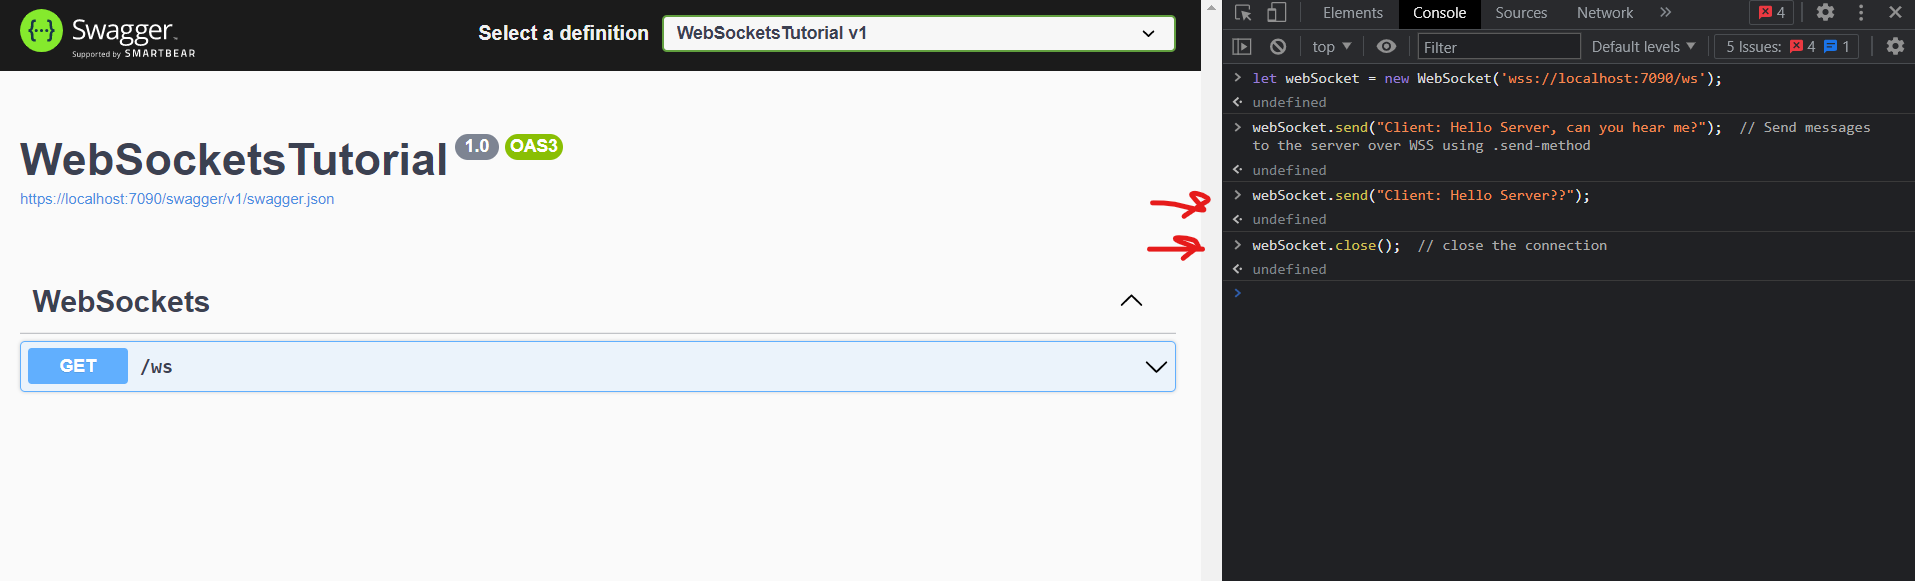 Swagger
Supported by SMARTBEAR
Select a definition
WebSocketsTutorial v1
WebSocketsTutorial 1.0 OAS3
https://localhost:7090/swagger/v1/swagger.json
WebSockets
GET /ws
Elements Console Sources Network 4
top Filter Default levels 5 Issues: 4 1
let webSocket = new WebSocket('wss://localhost:7090/ws');
undefined
webSocket.send("Client: Hello Server, can you hear me?");  // Send messages
to the server over WSS using .send-method
undefined
webSocket.send("Client: Hello Server??");
undefined
webSocket.close();  // close the connection
undefined